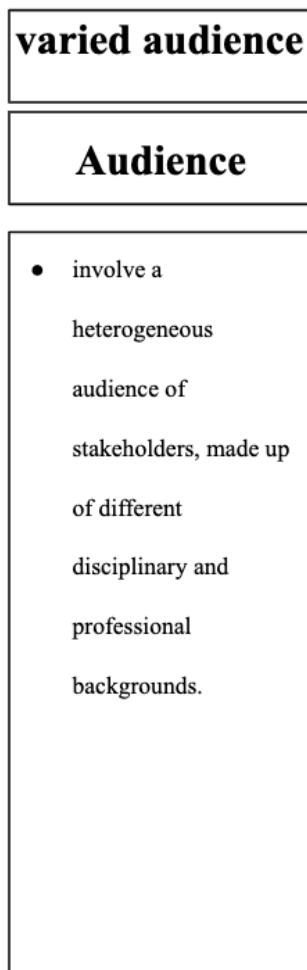 varied audience
Audience
● involve a
heterogeneous
audience of
stakeholders, made up
of different
disciplinary and
professional
backgrounds.